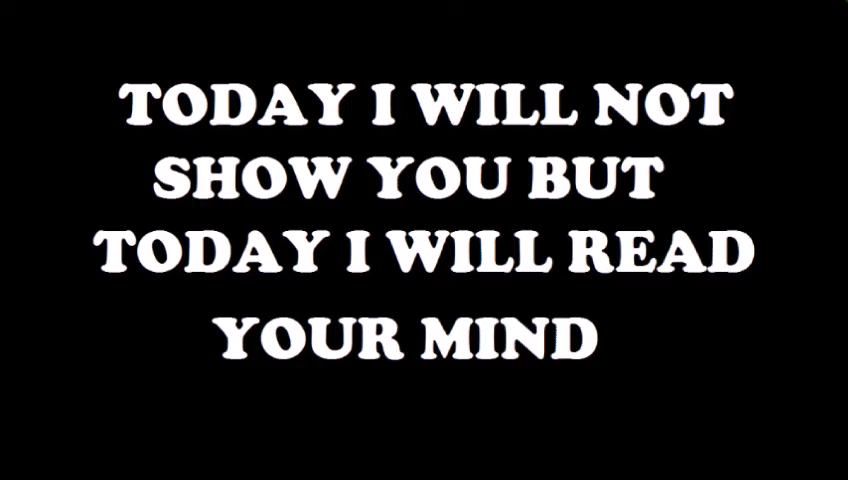 TODAY I WILL NOT
SHOW YOU BUT
TODAY I WILL READ
YOUR MIND